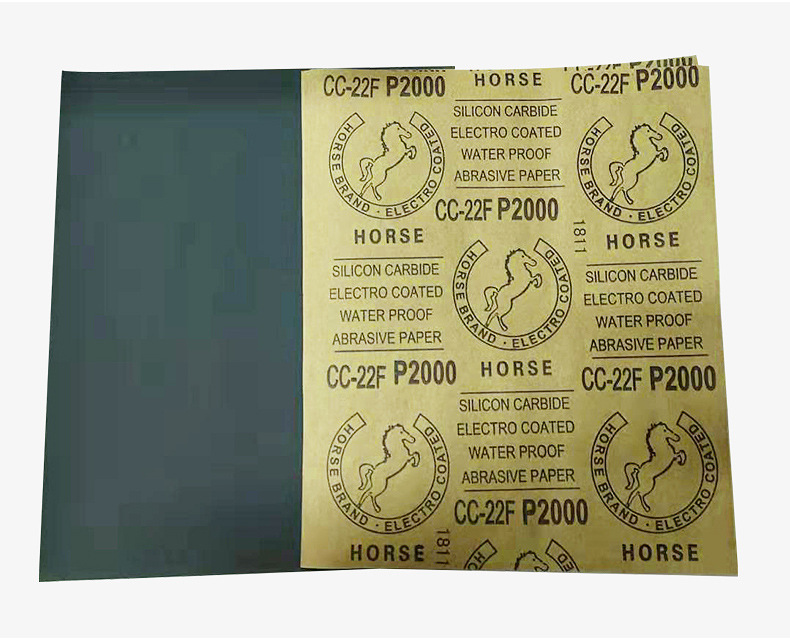 HORSE
CC-22F P2000
CC-22F P2000
SILICON CARBIDE
ELECTRO COATED
WATER PROOF
ABRASIVE PAPER
HORSE BRAND · ELECTRO COATED
HORSE
HORSE BRAND · ELECTRO COATED
HORSE
CC-22F P2000
1811
SILICON CARBIDE
ELECTRO COATED
WATER PROOF
ABRASIVE PAPER
HORSE BRAND · ELECTRO COATED
HORSE
SILICON CARBIDE
ELECTRO COATED
WATER PROOF
ABRASIVE PAPER
CC-22F P2000
CC-22F P2000
SILICON CARBIDE
ELECTRO COATED
WATER PROOF
ABRASIVE PAPER
HORSE BRAND · ELECTRO COATED
HORSE
HORSE BRAND · ELECTRO COATED
HORSE
CC-22F P2000
1811